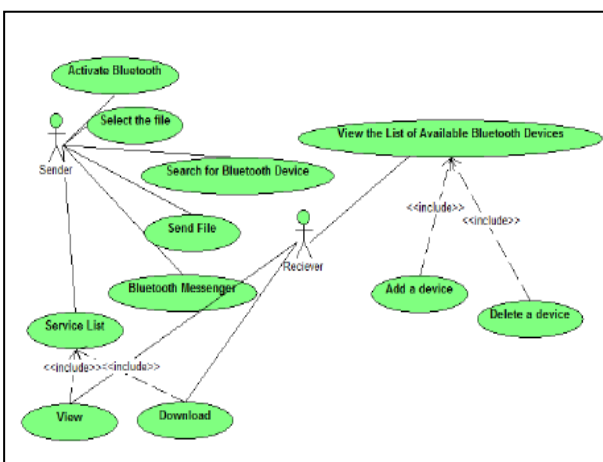 Activate Bluetooth
Select the file
View the List of Available Bluetooth Devices
Sender
Search for Bluetooth Device
<<include>>
<<include>>
Send File
Reciever
Bluetooth Messenger
Add a device
Delete a device
Service List
<<include>>
<<include>>
View
Download